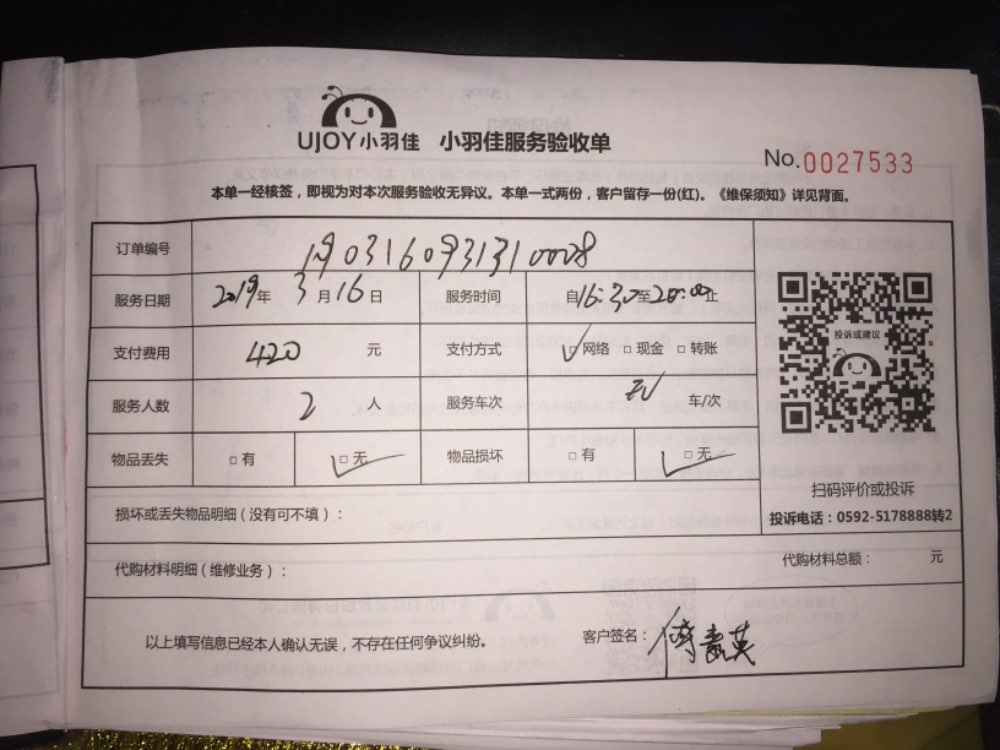 UJOY小羽佳 小羽佳服务验收单
No.0027533
本单一经核签，即视为对本次服务验收无异议。本单一式两份，客户留存一份(红)。《维保须知》详见背面。
订单编号 1903160931310028
服务日期 2019年 3月16日 服务时间 自16:30至20:00止
支付费用 420 元 支付方式 ☑网络 □现金 □转账
服务人数 2 人 服务车次 车/次
物品丢失 □有 ☑无 物品损坏 □有 ☑无
投诉或建议
扫码评价或投诉
投诉电话：0592-5178888转2
损坏或丢失物品明细(没有可不填)：
代购材料明细(维修业务)： 代购材料总额： 元
以上填写信息已经本人确认无误，不存在任何争议纠纷。 客户签名：